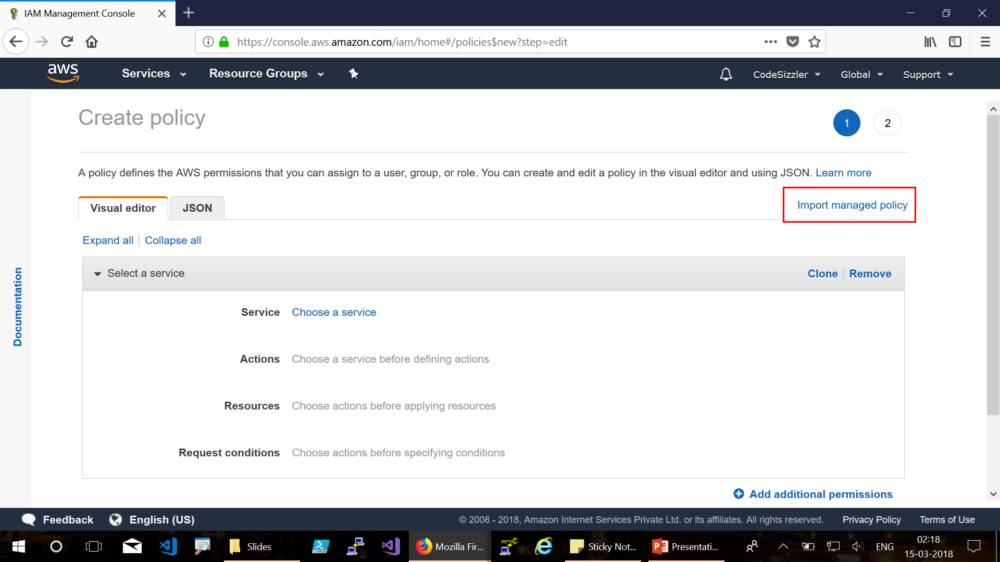 IAM Management Console
https://console.aws.amazon.com/iam/home#/policies$new?step=edit
aws Services Resource Groups CodeSizzler Global Support
Create policy 1 2
A policy defines the AWS permissions that you can assign to a user, group, or role. You can create and edit a policy in the visual editor and using JSON. Learn more
Visual editor JSON Import managed policy
Expand all Collapse all
Select a service Clone Remove
Service Choose a service
Documentation
Actions Choose a service before defining actions
Resources Choose actions before applying resources
Request conditions Choose actions before specifying conditions
Add additional permissions
Feedback English (US) © 2008 - 2018, Amazon Internet Services Private Ltd. or its affiliates. All rights reserved. Privacy Policy Terms of Use
Slides Mozilla Fir... Sticky Not... Presentati... ENG 02:18
15-03-2018